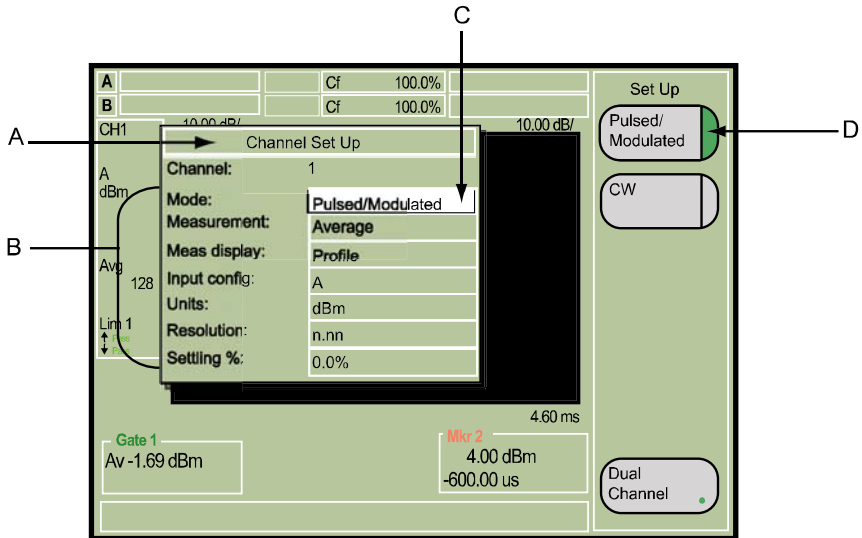 C
A Cf 100.0%
B Cf 100.0%
CH1 10.00 dB/ 10.00 dB/
A
dBm
Avg
128
Lim 1
Pass
Pass
Channel Set Up
Channel: 1
Mode: Pulsed/Modulated
Measurement: Average
Meas display: Profile
Input config: A
Units: dBm
Resolution: n.nn
Settling %: 0.0%
4.60 ms
Gate 1
Av -1.69 dBm
Mkr 2
4.00 dBm
-600.00 us
Set Up
Pulsed/
Modulated
CW
Dual
Channel
A
B
D